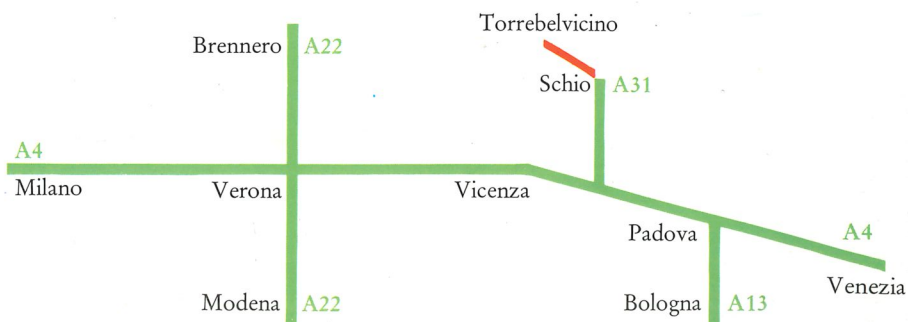 Torrebelvicino
Brennero A22
Schio A31
A4
Milano
Verona
Vicenza
Padova
A4
Venezia
Modena A22
Bologna A13